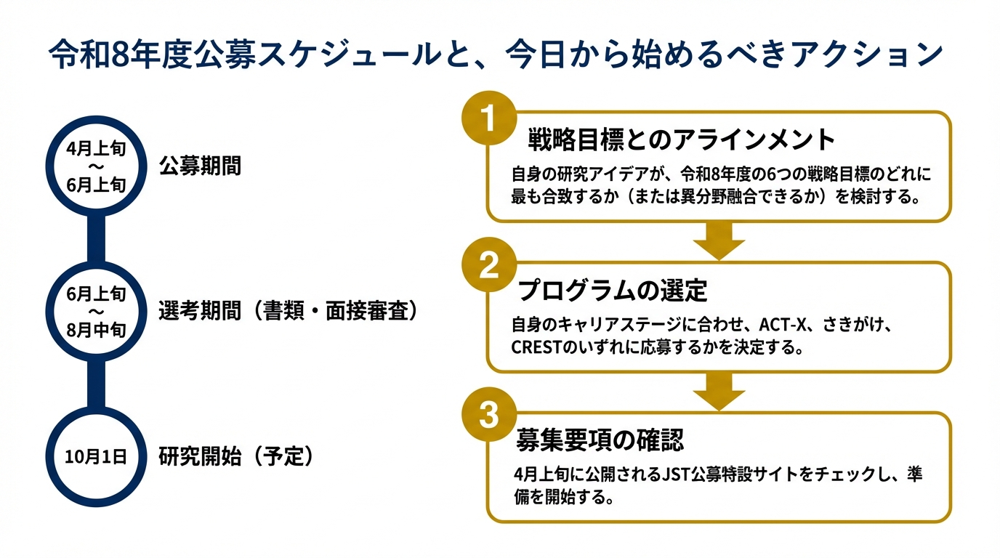 令和8年度公募スケジュールと、今日から始めるべきアクション
4月上旬
～
6月上旬
公募期間
6月上旬
～
8月中旬
選考期間（書類・面接審査）
10月1日
研究開始（予定）
1
戦略目標とのアラインメント
自身の研究アイデアが、令和8年度の6つの戦略目標のどれに
最も合致するか（または異分野融合できるか）を検討する。
2
プログラムの選定
自身のキャリアステージに合わせ、ACT-X、さきがけ、
CRESTのいずれに応募するかを決定する。
3
募集要項の確認
4月上旬に公開されるJST公募特設サイトをチェックし、準
備を開始する。